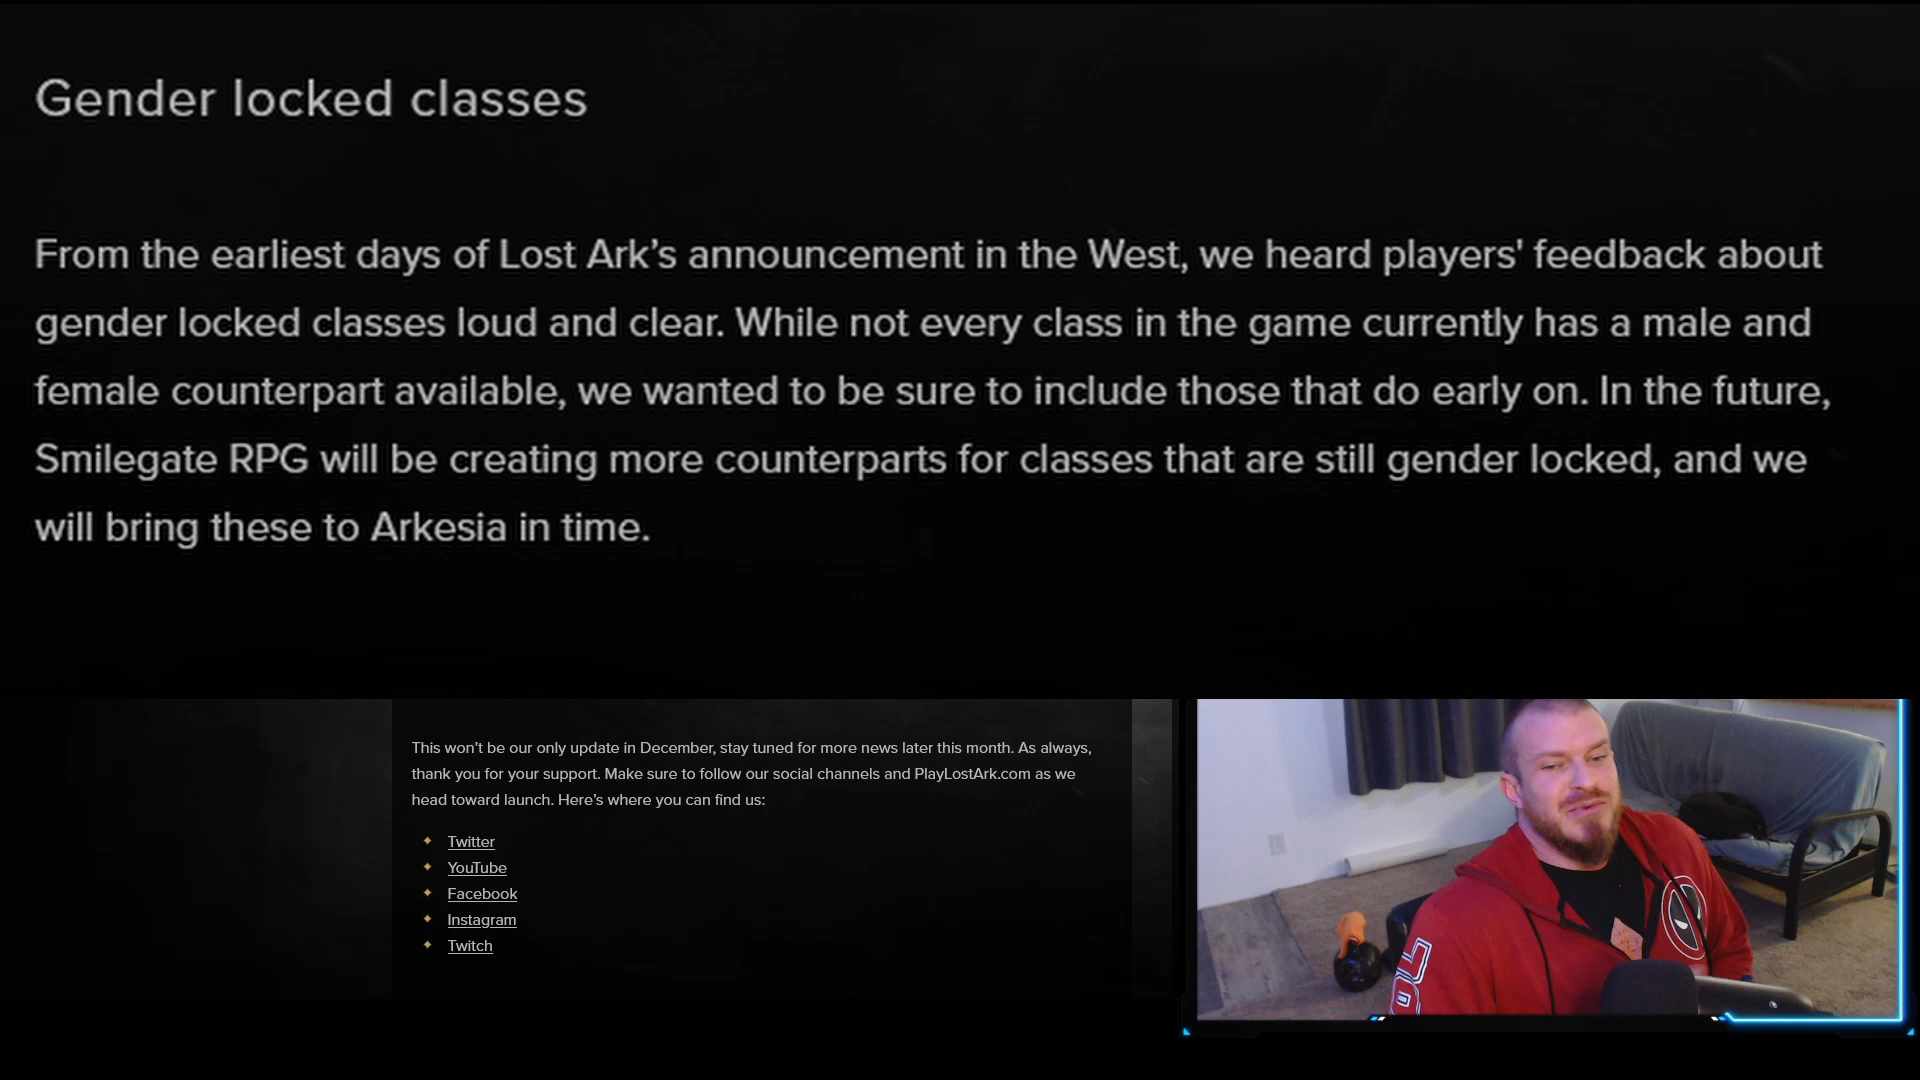 Gender locked classes
From the earliest days of Lost Ark’s announcement in the West, we heard players' feedback about
gender locked classes loud and clear. While not every class in the game currently has a male and
female counterpart available, we wanted to be sure to include those that do early on. In the future,
Smilegate RPG will be creating more counterparts for classes that are still gender locked, and we
will bring these to Arkesia in time.
This won’t be our only update in December, stay tuned for more news later this month. As always,
thank you for your support. Make sure to follow our social channels and PlayLostArk.com as we
head toward launch. Here’s where you can find us:
Twitter
YouTube
Facebook
Instagram
Twitch